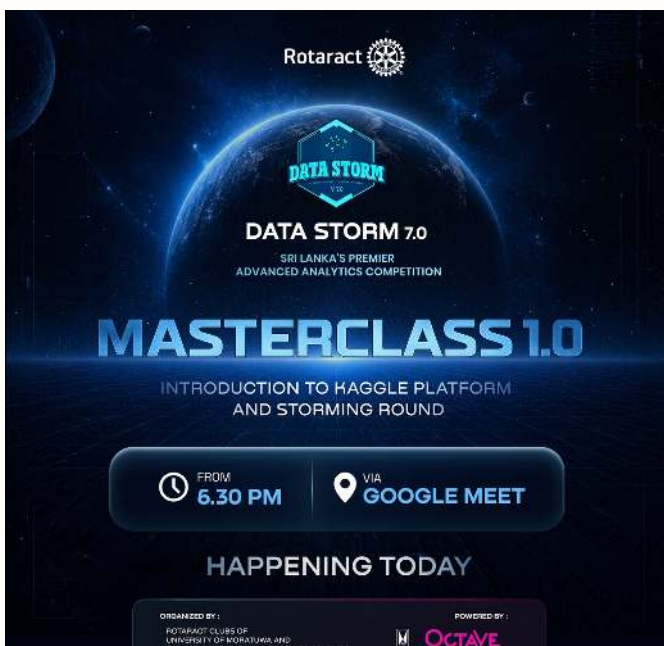 Rotaract
DATA STORM
V 7.0
DATA STORM 7.0
SRI LANKA'S PREMIER
ADVANCED ANALYTICS COMPETITION
MASTERCLASS 1.0
INTRODUCTION TO KAGGLE PLATFORM
AND STORMING ROUND
FROM
6.30 PM
VIA
GOOGLE MEET
HAPPENING TODAY
ORGANIZED BY :
ROTARACT CLUBS OF
UNIVERSITY OF MORATUWA AND
POWERED BY :
OCTAVE